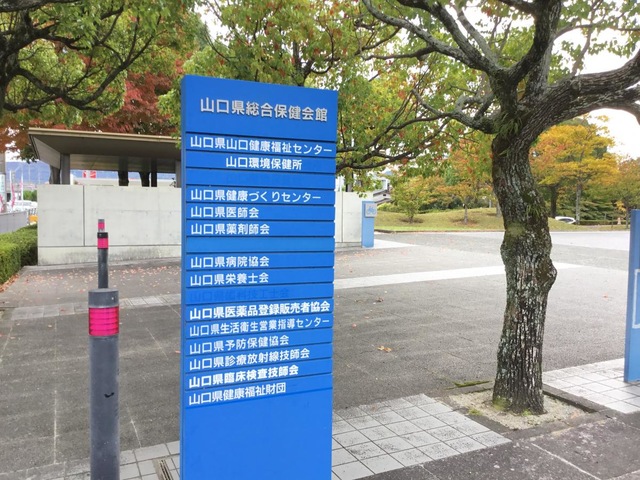 山口県総合保健会館
山口県山口健康福祉センター
山口環境保健所
山口県健康づくりセンター
山口県医師会
山口県薬剤師会
山口県病院協会
山口県栄養士会
山口県医薬品登録販売者協会
山口県生活衛生営業指導センター
山口県予防保健協会
山口県診療放射線技師会
山口県臨床検査技師会
山口県健康福祉財団